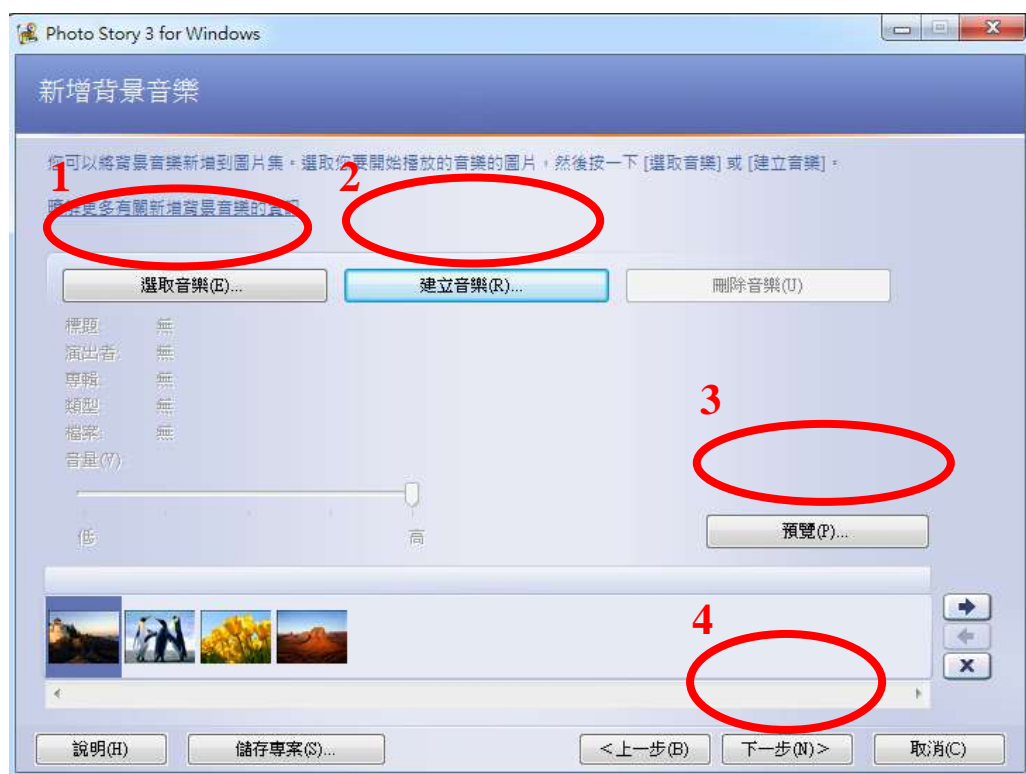 Photo Story 3 for Windows
新增背景音樂
您可以將背景音樂新增到圖片集。選取您要開始播放的音樂的圖片，然後按一下 [選取音樂] 或 [建立音樂]。
1
2
瞭解更多有關新增背景音樂的資訊
選取音樂(E)... 建立音樂(R)... 刪除音樂(U)
標題: 無
演出者: 無
專輯: 無
類型: 無
檔案: 無
音量(V):
3
低 高
預覽(P)...
4
說明(H) 儲存專案(S)... <上一步(B) 下一步(N)> 取消(C)